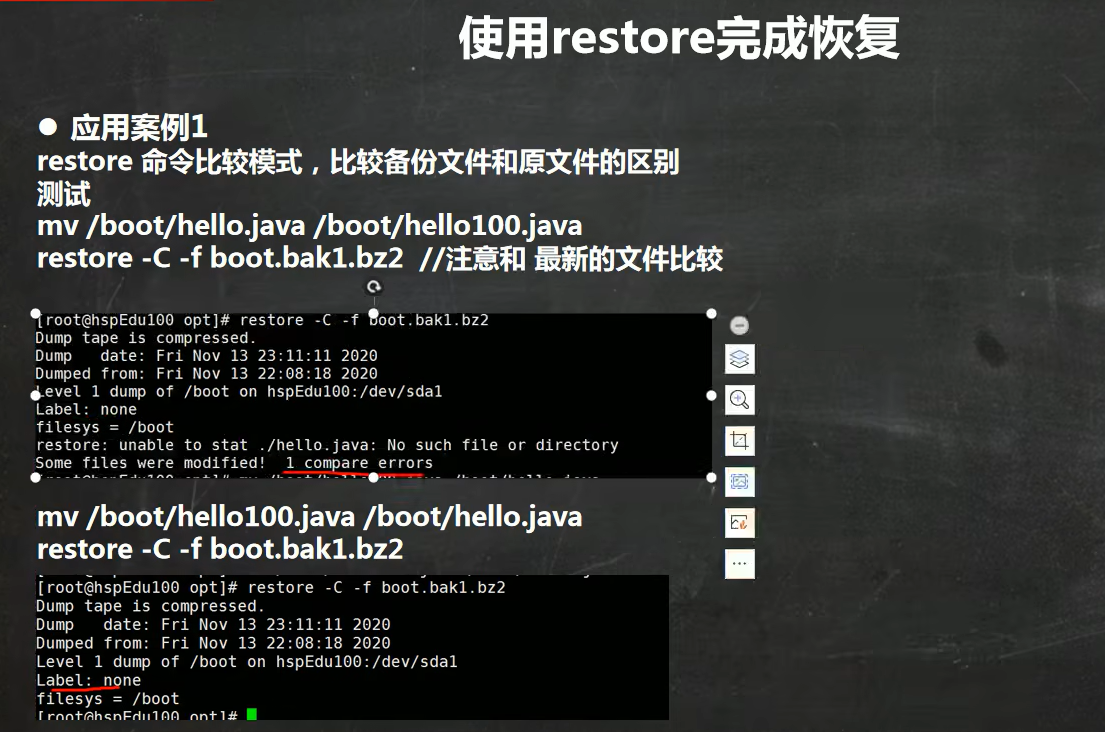 使用restore完成恢复
● 应用案例1
restore 命令比较模式，比较备份文件和原文件的区别
测试
mv /boot/hello.java /boot/hello100.java
restore -C -f boot.bak1.bz2 //注意和 最新的文件比较
[root@hspEdu100 opt]# restore -C -f boot.bak1.bz2
Dump tape is compressed.
Dump   date: Fri Nov 13 23:11:11 2020
Dumped from: Fri Nov 13 22:08:18 2020
Level 1 dump of /boot on hspEdu100:/dev/sda1
Label: none
filesys = /boot
restore: unable to stat ./hello.java: No such file or directory
Some files were modified!  1 compare errors
mv /boot/hello100.java /boot/hello.java
restore -C -f boot.bak1.bz2
[root@hspEdu100 opt]# restore -C -f boot.bak1.bz2
Dump tape is compressed.
Dump   date: Fri Nov 13 23:11:11 2020
Dumped from: Fri Nov 13 22:08:18 2020
Level 1 dump of /boot on hspEdu100:/dev/sda1
Label: none
filesys = /boot
[root@hspEdu100 opt]#